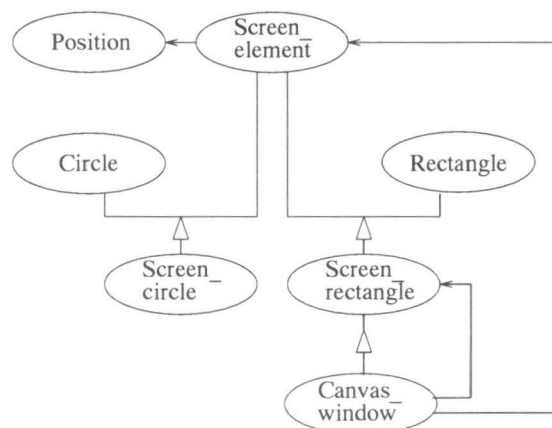 Position
Screen_
element
Circle
Rectangle
Screen_
circle
Screen_
rectangle
Canvas_
window